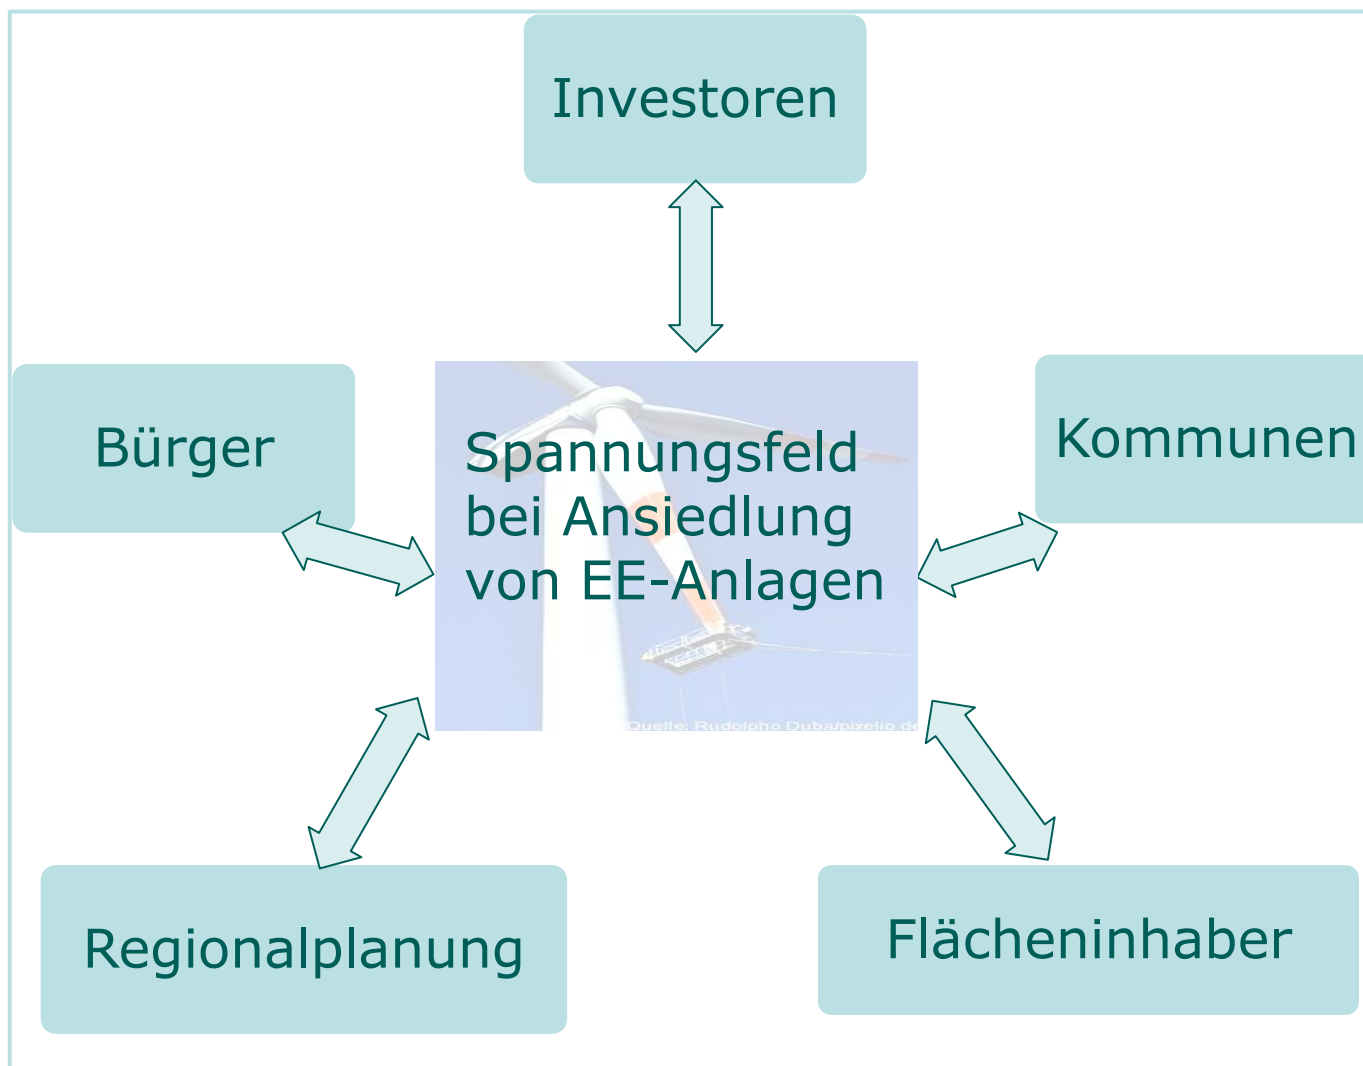 Investoren
Bürger
Kommunen
Spannungsfeld
bei Ansiedlung
von EE-Anlagen
Quelle: Rudolpho Duba/pixelio.de
Regionalplanung
Flächeninhaber